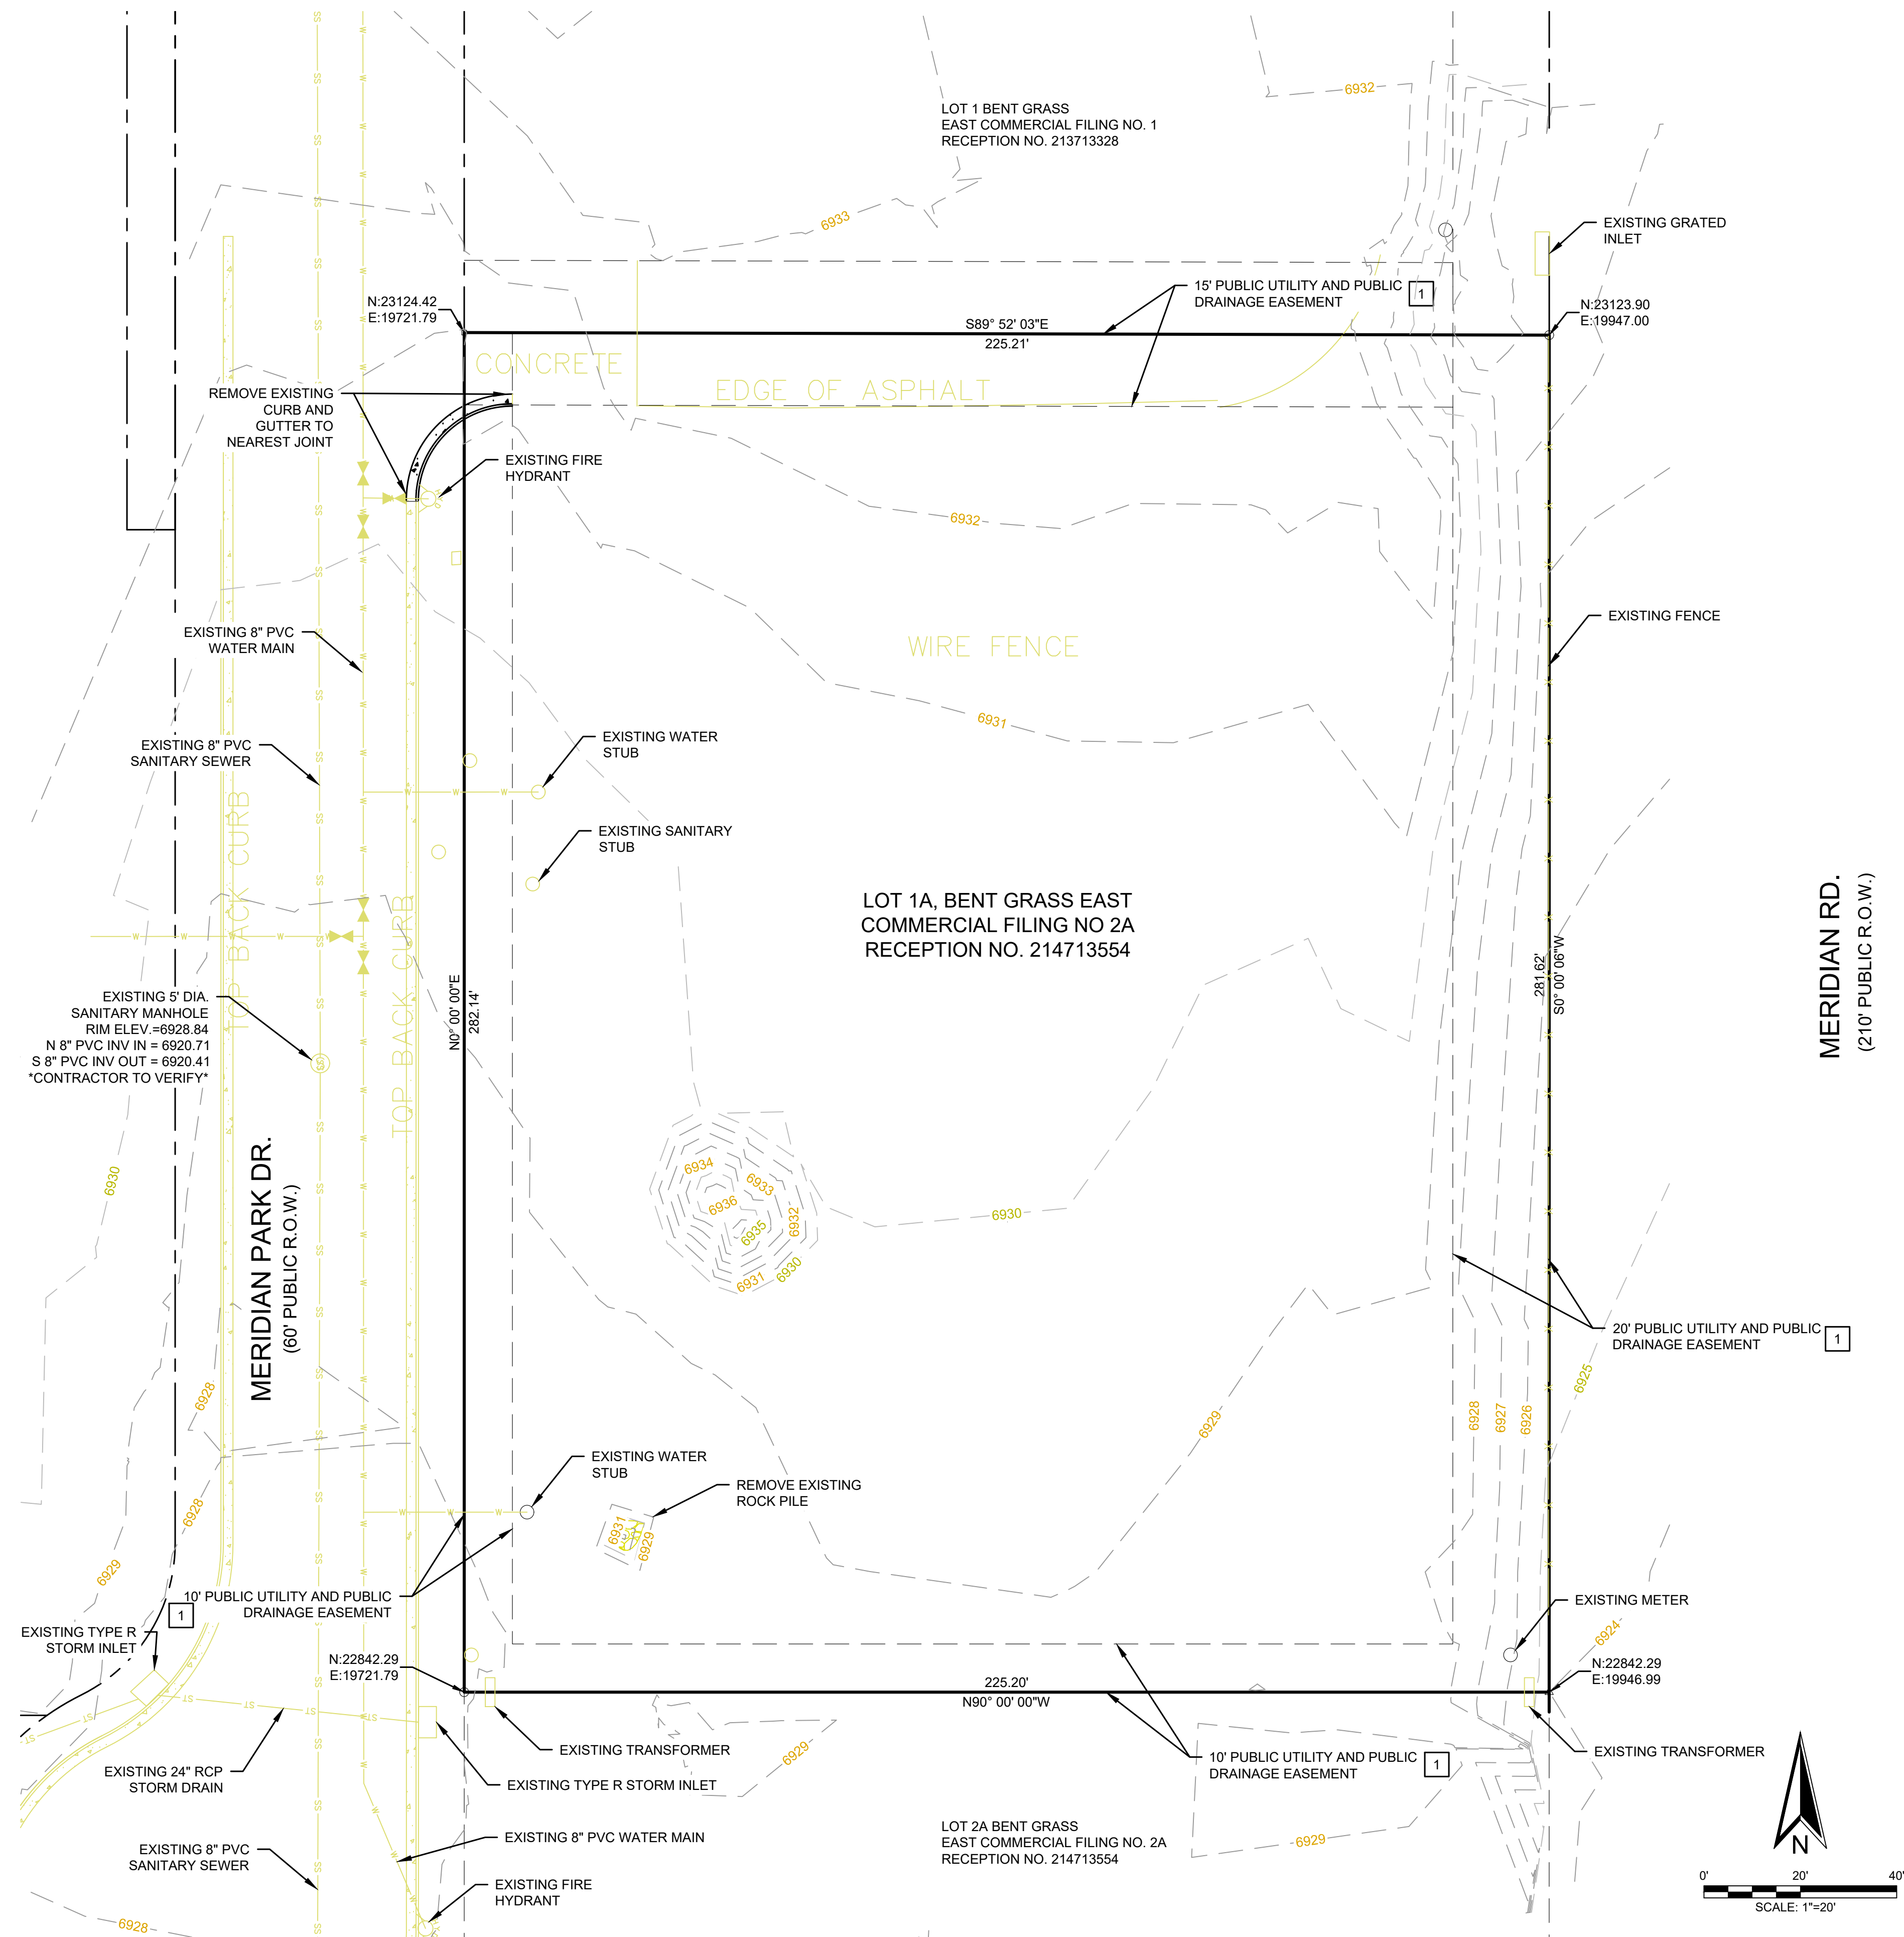 6932
LOT 1 BENT GRASS
EAST COMMERCIAL FILING NO. 1
RECEPTION NO. 213713328
6933
EXISTING GRATED
INLET
N:23124.42
E:19721.79
15' PUBLIC UTILITY AND PUBLIC
DRAINAGE EASEMENT
1
N:23123.90
E:19947.00
S89° 52' 03"E
225.21'
CONCRETE
EDGE OF ASPHALT
REMOVE EXISTING
CURB AND
GUTTER TO
NEAREST JOINT
EXISTING FIRE
HYDRANT
6932
EXISTING FENCE
EXISTING 8" PVC
WATER MAIN
WIRE FENCE
6931
EXISTING 8" PVC
SANITARY SEWER
EXISTING WATER
STUB
TOP BACK CURB
EXISTING SANITARY
STUB
TOP BACK CURB
LOT 1A, BENT GRASS EAST
COMMERCIAL FILING NO 2A
RECEPTION NO. 214713554
MERIDIAN RD.
(210' PUBLIC R.O.W.)
N0° 00' 00"E
282.14'
281.62'
S0° 00' 06"W
EXISTING 5' DIA.
SANITARY MANHOLE
RIM ELEV.=6928.84
N 8" PVC INV IN = 6920.71
S 8" PVC INV OUT = 6920.41
*CONTRACTOR TO VERIFY*
6930
MERIDIAN PARK DR.
(60' PUBLIC R.O.W.)
6934
6933
6936
6932
6935
6931
6930
6930
20' PUBLIC UTILITY AND PUBLIC
DRAINAGE EASEMENT
1
6928
6929
6928
6927
6926
6925
EXISTING WATER
STUB
REMOVE EXISTING
ROCK PILE
6928
6931
6929
6929
10' PUBLIC UTILITY AND PUBLIC
DRAINAGE EASEMENT
1
EXISTING METER
EXISTING TYPE R
STORM INLET
6924
N:22842.29
E:19721.79
N:22842.29
E:19946.99
225.20'
N90° 00' 00"W
EXISTING TRANSFORMER
6929
10' PUBLIC UTILITY AND PUBLIC
DRAINAGE EASEMENT
1
EXISTING TRANSFORMER
EXISTING 24" RCP
STORM DRAIN
EXISTING TYPE R STORM INLET
LOT 2A BENT GRASS
EAST COMMERCIAL FILING NO. 2A
RECEPTION NO. 214713554
6929
EXISTING 8" PVC WATER MAIN
EXISTING 8" PVC
SANITARY SEWER
EXISTING FIRE
HYDRANT
6928
N
0' 20' 40'
SCALE: 1"=20'